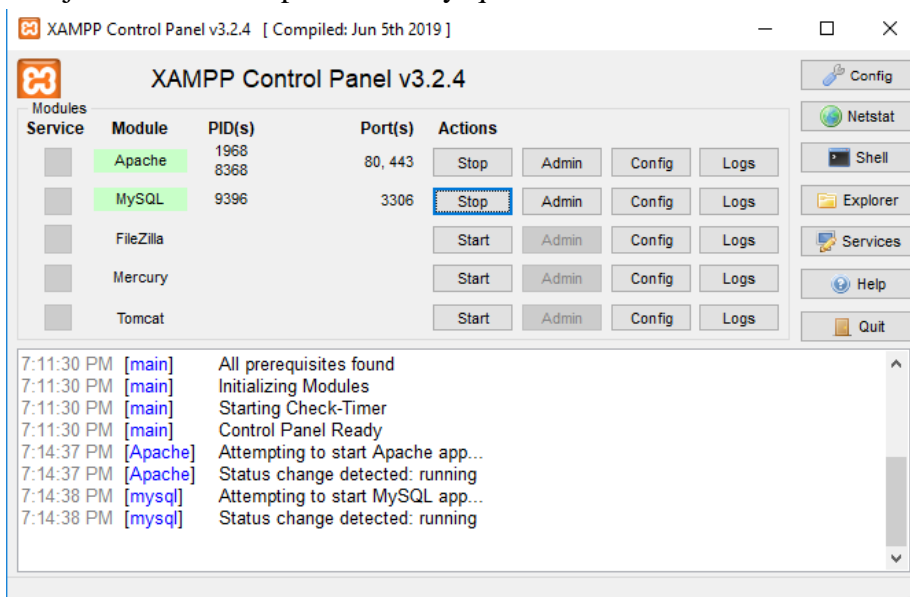 XAMPP Control Panel v3.2.4 [ Compiled: Jun 5th 2019 ]
XAMPP Control Panel v3.2.4
Config
Modules
Service Module PID(s) Port(s) Actions
Netstat
Apache 1968 8368 80, 443 Stop Admin Config Logs
Shell
MySQL 9396 3306 Stop Admin Config Logs
Explorer
FileZilla Start Admin Config Logs
Services
Mercury Start Admin Config Logs
Help
Tomcat Start Admin Config Logs
Quit
7:11:30 PM [main] All prerequisites found
7:11:30 PM [main] Initializing Modules
7:11:30 PM [main] Starting Check-Timer
7:11:30 PM [main] Control Panel Ready
7:14:37 PM [Apache] Attempting to start Apache app...
7:14:37 PM [Apache] Status change detected: running
7:14:38 PM [mysql] Attempting to start MySQL app...
7:14:38 PM [mysql] Status change detected: running